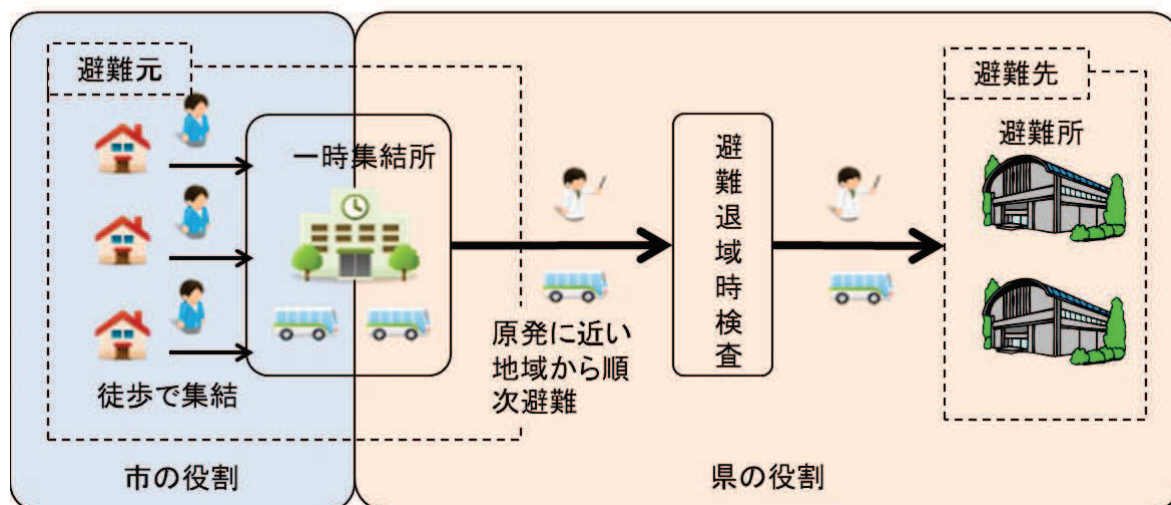 避難元
避難先
避難所
一時集結所
避難退域時検査
原発に近い
地域から順
次避難
徒歩で集結
市の役割
県の役割